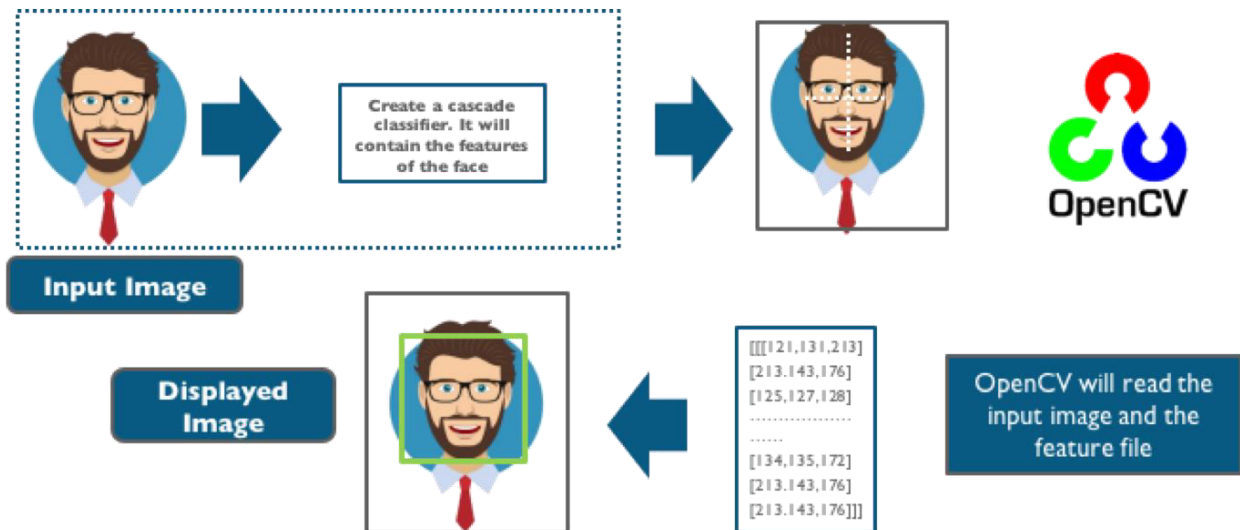 Create a cascade
classifier. It will
contain the features
of the face
OpenCV
Input Image
Displayed
Image
[[[121,131,213]
[213.143,176]
[125,127,128]
..................
......
[134,135,172]
[213.143,176]
[213.143,176]]]
OpenCV will read the
input image and the
feature file